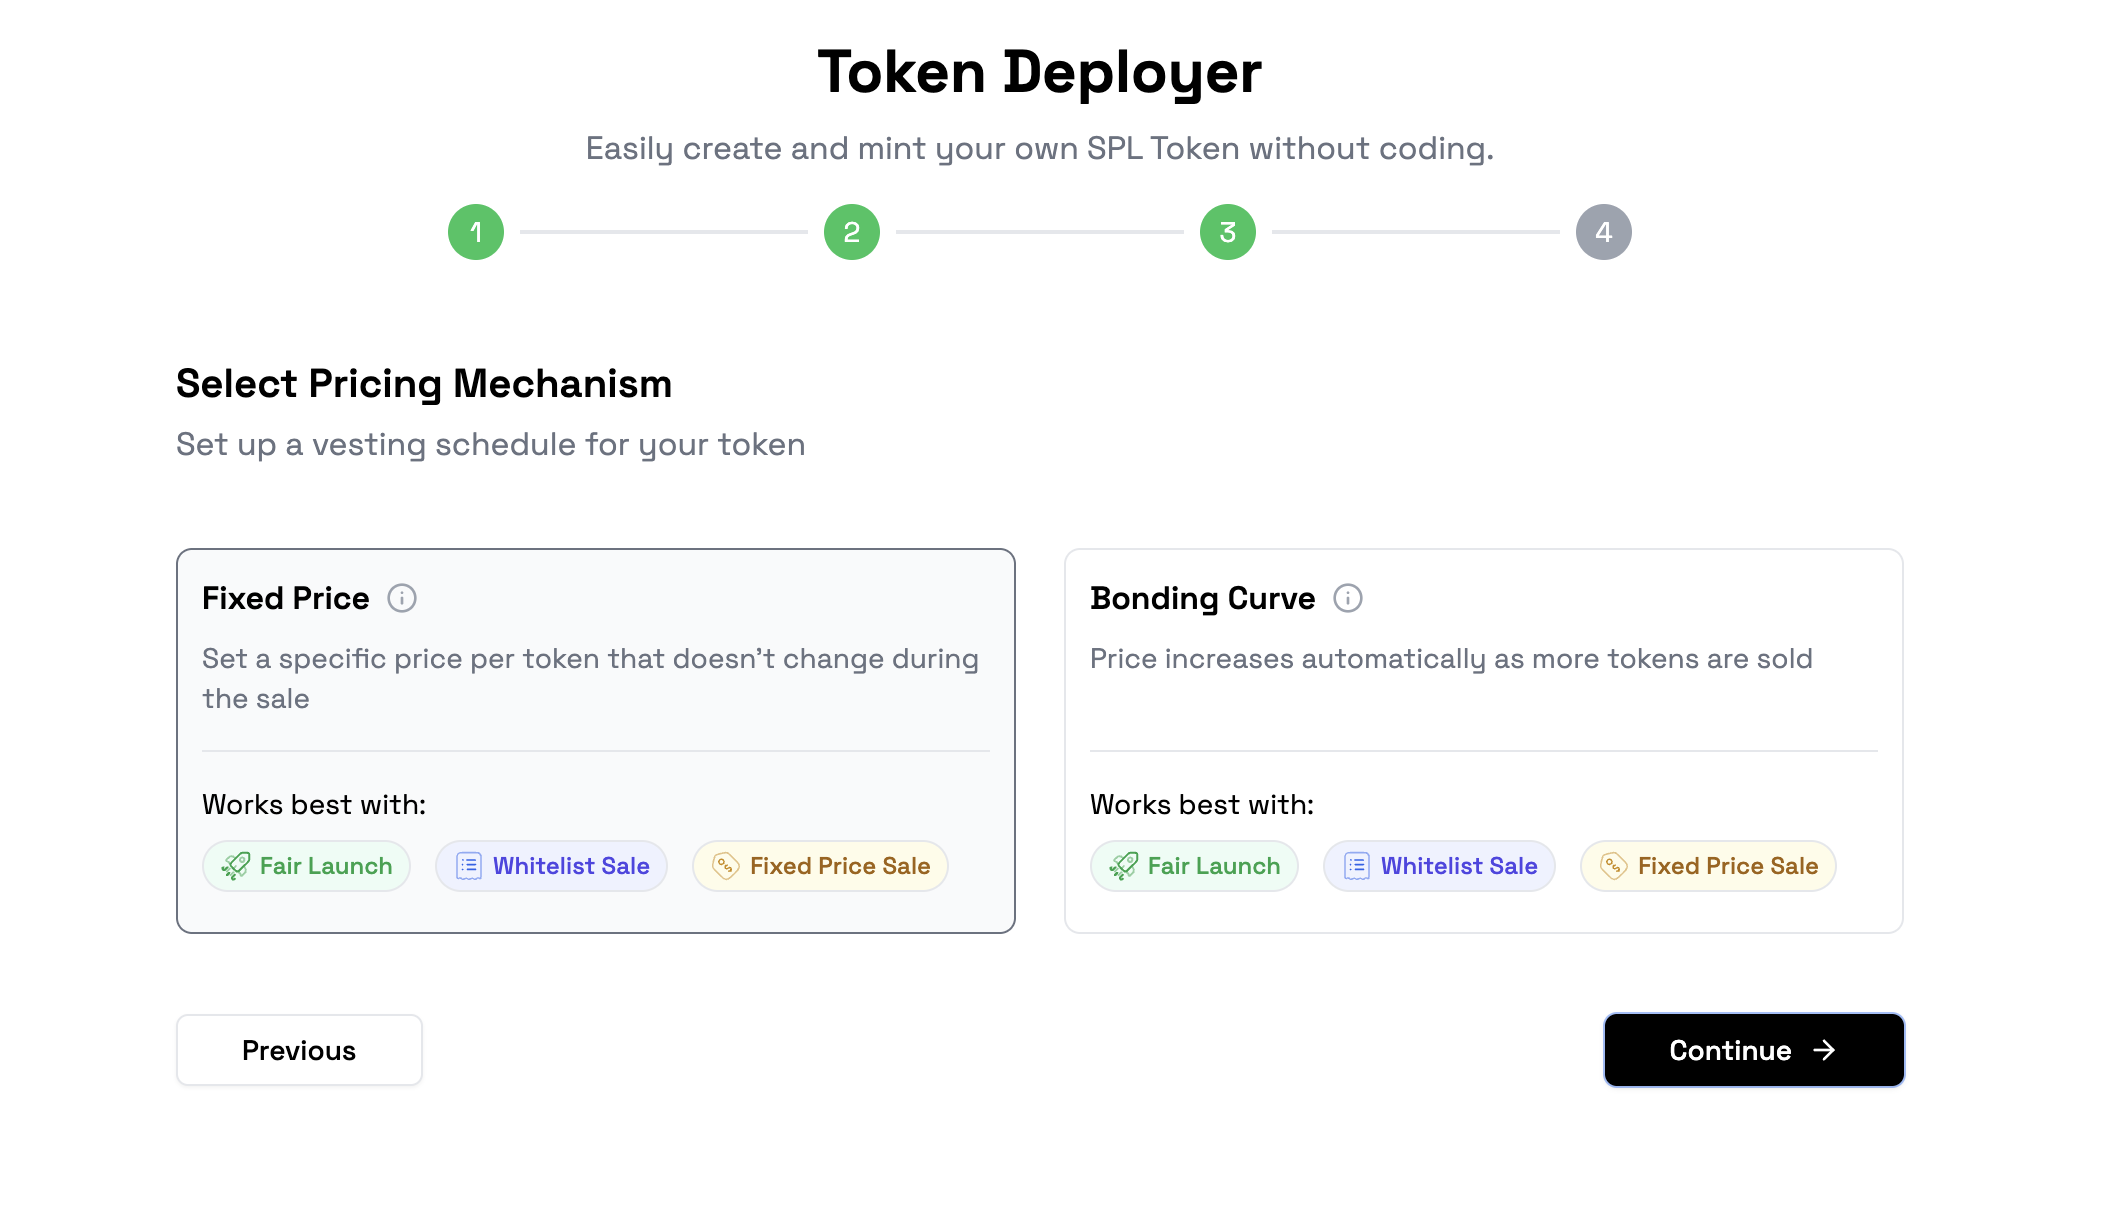 Token Deployer
Easily create and mint your own SPL Token without coding.
1
2
3
4
Select Pricing Mechanism
Set up a vesting schedule for your token
Fixed Price
Set a specific price per token that doesn't change during
the sale
Works best with:
Fair Launch
Whitelist Sale
Fixed Price Sale
Bonding Curve
Price increases automatically as more tokens are sold
Works best with:
Fair Launch
Whitelist Sale
Fixed Price Sale
Previous
Continue